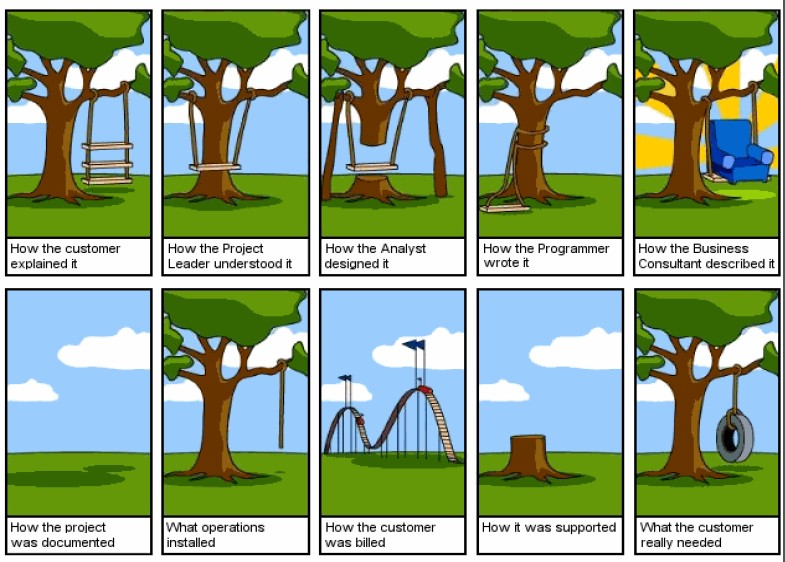 How the customer
explained it
How the Project
Leader understood it
How the Analyst
designed it
How the Programmer
wrote it
How the Business
Consultant described it
How the project
was documented
What operations
installed
How the customer
was billed
How it was supported
What the customer
really needed